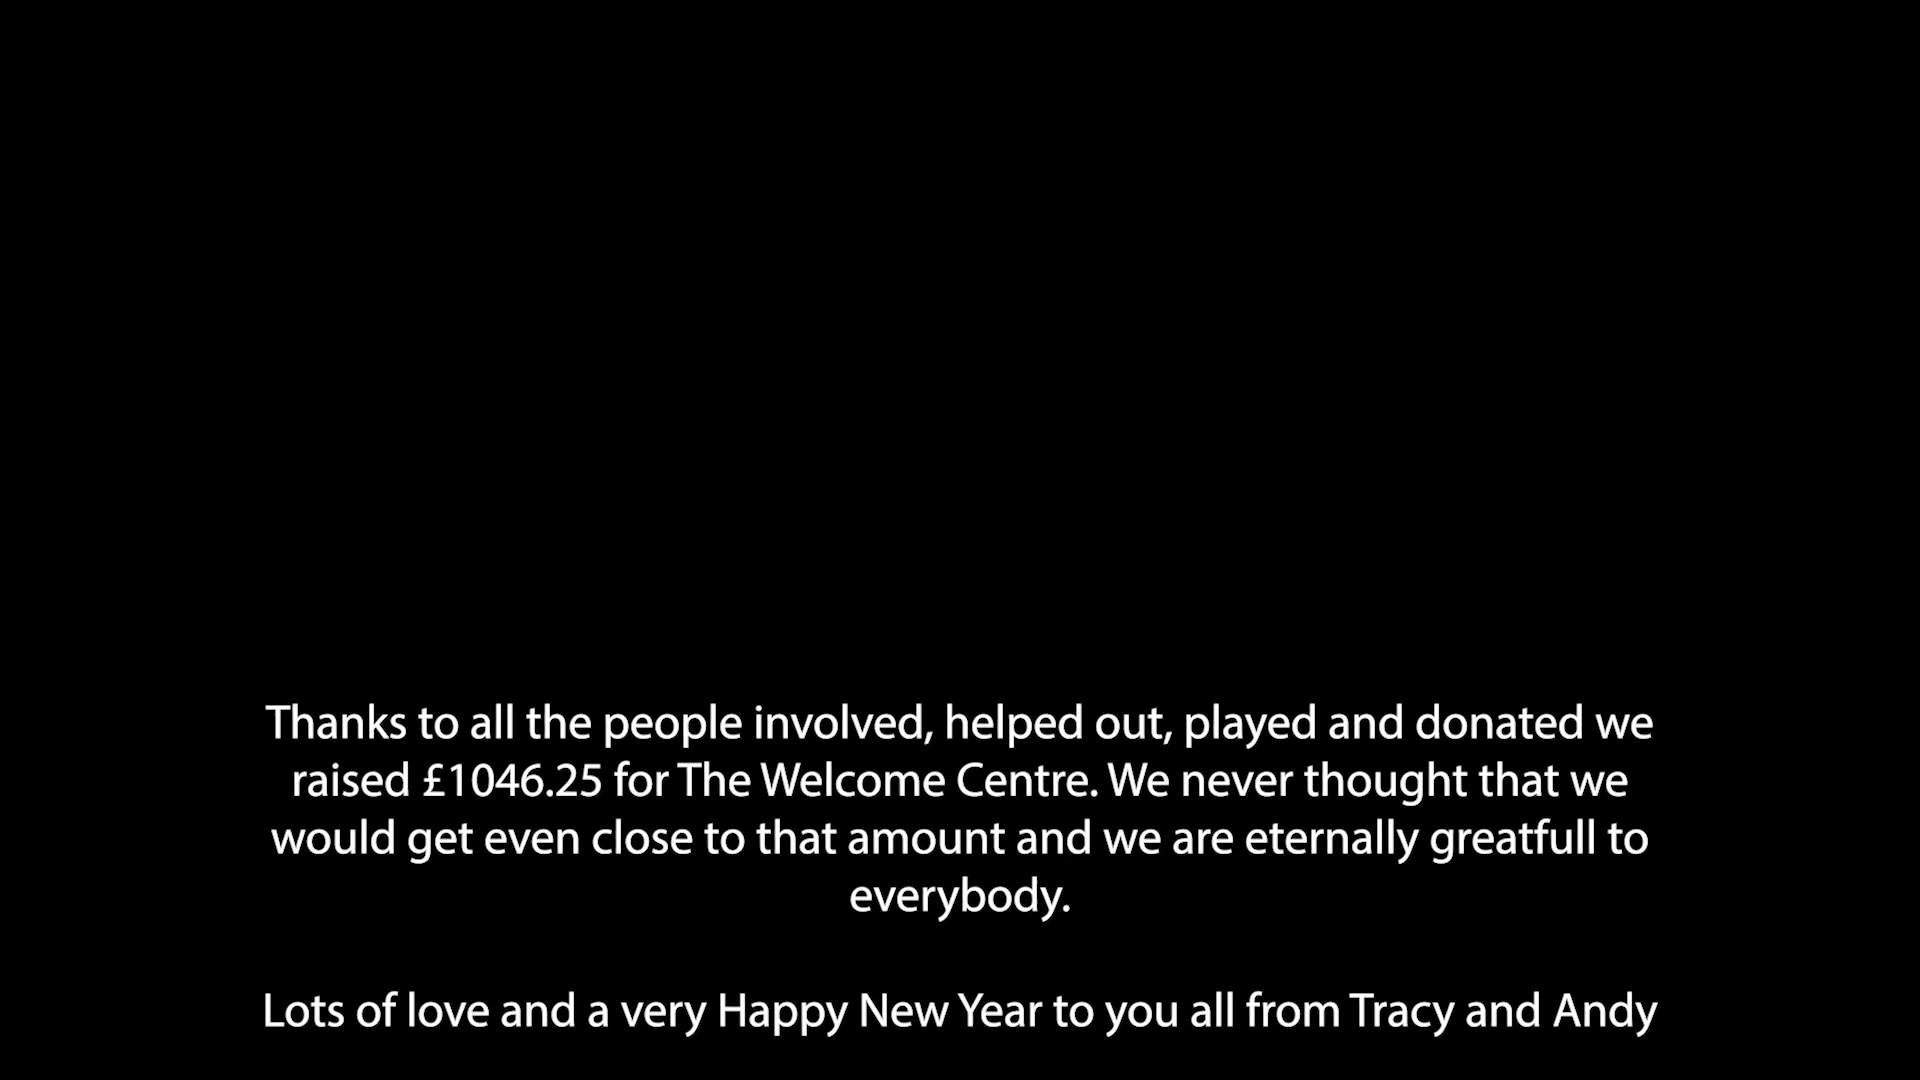 Thanks to all the people involved, helped out, played and donated we
raised £1046.25 for The Welcome Centre. We never thought that we
would get even close to that amount and we are eternally greatfull to
everybody.
Lots of love and a very Happy New Year to you all from Tracy and Andy